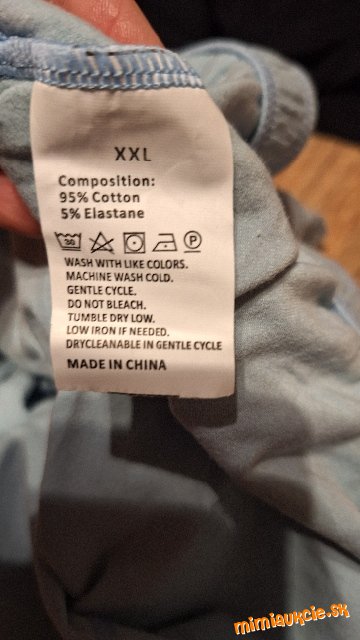 XXL
Composition:
95% Cotton
5% Elastane
30 P
WASH WITH LIKE COLORS.
MACHINE WASH COLD.
GENTLE CYCLE.
DO NOT BLEACH.
TUMBLE DRY LOW.
LOW IRON IF NEEDED.
DRYCLEANABLE IN GENTLE CYCLE
MADE IN CHINA
mimiaukcie.sk